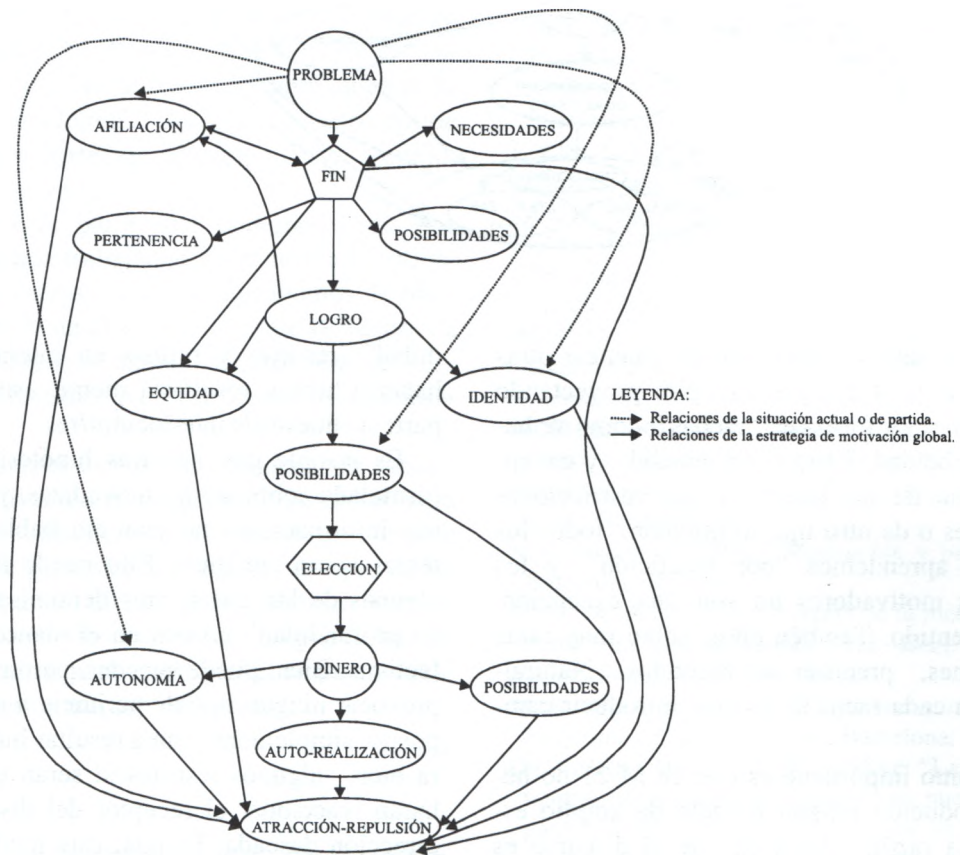 PROBLEMA
AFILIACIÓN
NECESIDADES
FIN
PERTENENCIA
POSIBILIDADES
LOGRO
EQUIDAD
IDENTIDAD
LEYENDA:
Relaciones de la situación actual o de partida.
Relaciones de la estrategia de motivación global.
POSIBILIDADES
ELECCIÓN
DINERO
AUTONOMÍA
POSIBILIDADES
AUTO-REALIZACIÓN
ATRACCIÓN-REPULSIÓN